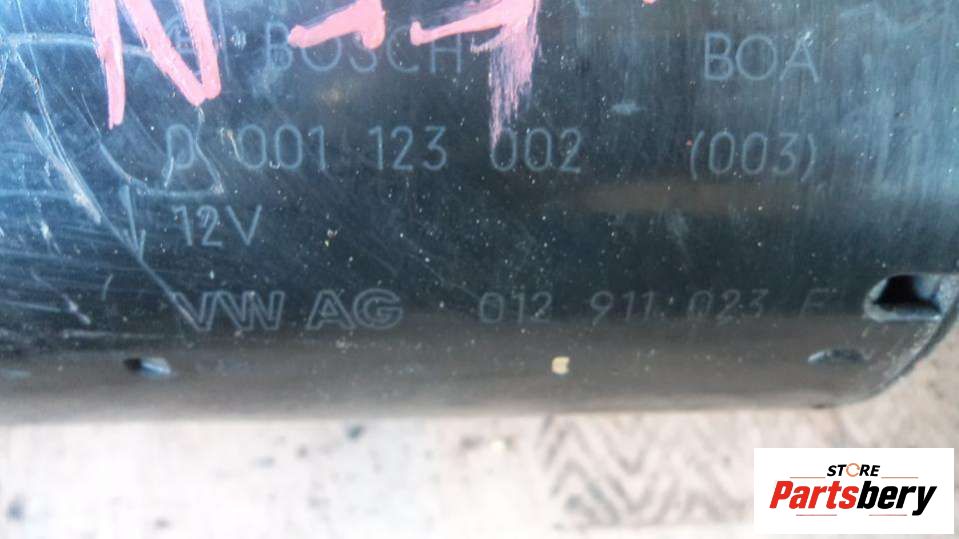 BOSCH BOA
0 001 123 002 (003)
12V
VW AG 012 911 023
STORE
Partsbery